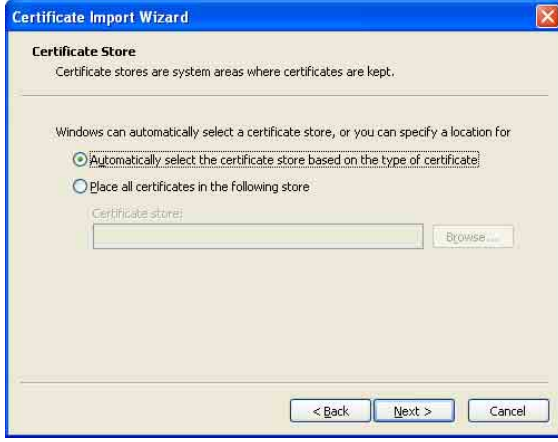 Certificate Import Wizard
Certificate Store
Certificate stores are system areas where certificates are kept.
Windows can automatically select a certificate store, or you can specify a location for
Automatically select the certificate store based on the type of certificate
Place all certificates in the following store
Certificate store:
Browse...
< Back
Next >
Cancel